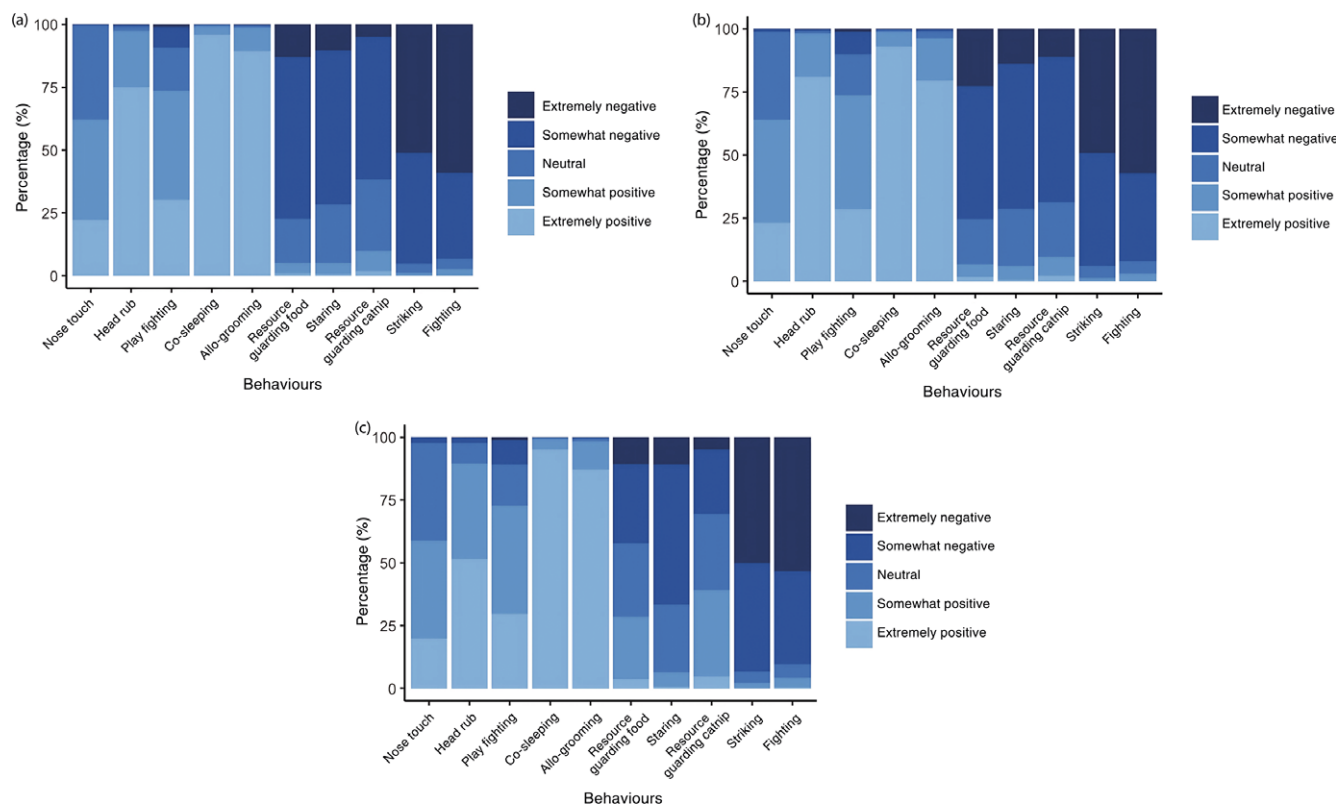 (a)
100
75
50
25
0
Percentage (%)
Nose touch
Head rub
Play fighting
Co-sleeping
Allo-grooming
Resource
guarding food
Staring
Resource
guarding catnip
Striking
Fighting
Behaviours
Extremely negative
Somewhat negative
Neutral
Somewhat positive
Extremely positive
(b)
100
75
50
25
0
Percentage (%)
Nose touch
Head rub
Play fighting
Co-sleeping
Allo-grooming
Resource
guarding food
Staring
Resource
guarding catnip
Striking
Fighting
Behaviours
Extremely negative
Somewhat negative
Neutral
Somewhat positive
Extremely positive
(c)
100
75
50
25
0
Percentage (%)
Nose touch
Head rub
Play fighting
Co-sleeping
Allo-grooming
Resource
guarding food
Staring
Resource
guarding catnip
Striking
Fighting
Behaviours
Extremely negative
Somewhat negative
Neutral
Somewhat positive
Extremely positive